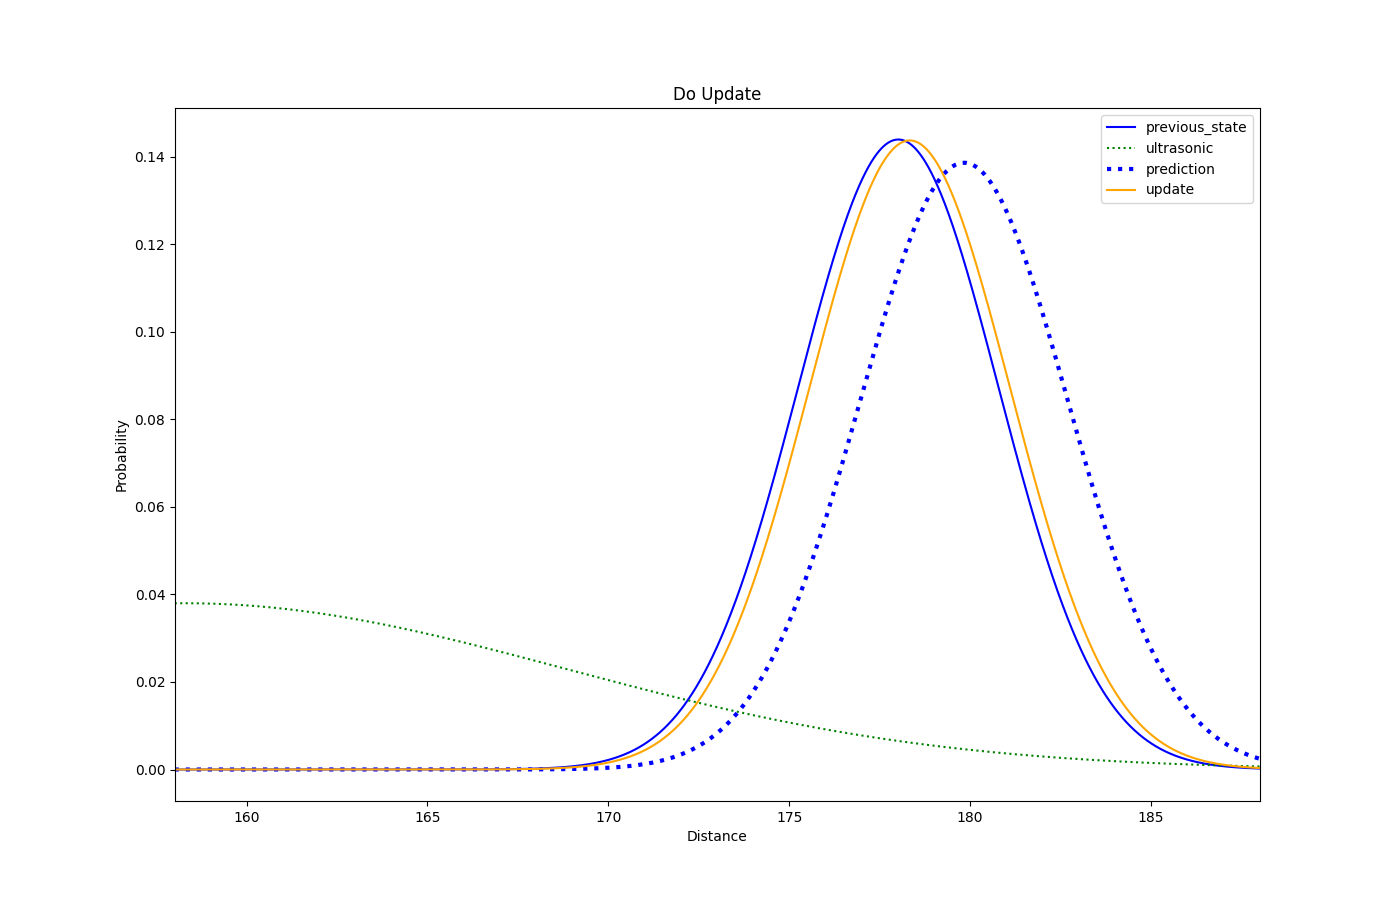 Do Update
previous_state
ultrasonic
prediction
update
Probability
0.14
0.12
0.10
0.08
0.06
0.04
0.02
0.00
160 165 170 175 180 185
Distance